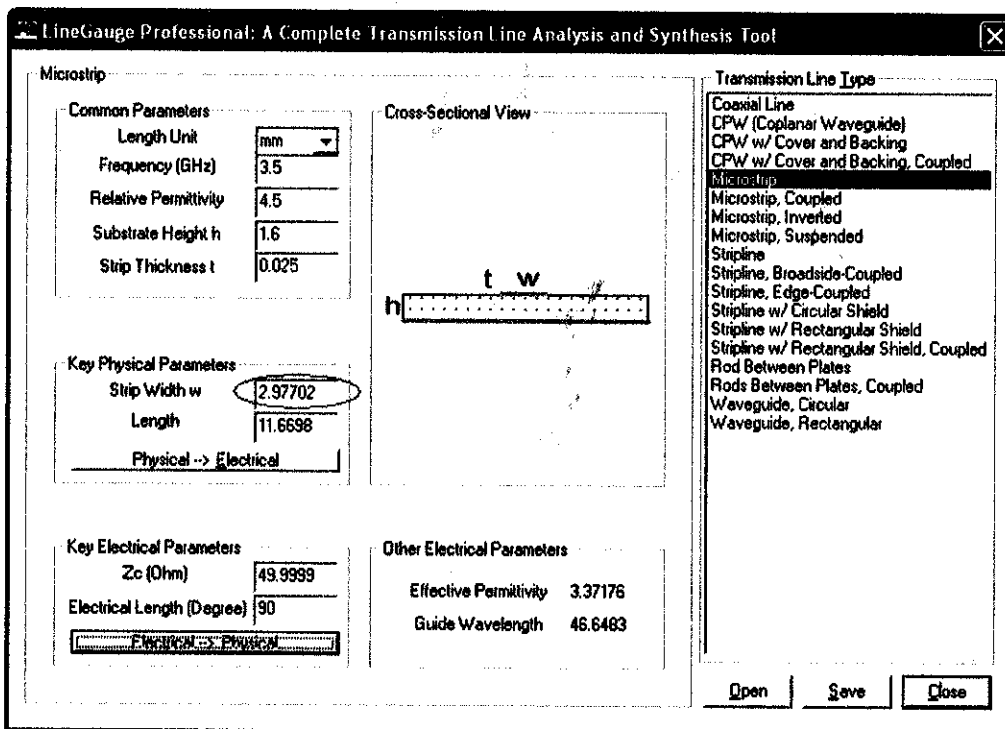 LineGauge Professional: A Complete Transmission Line Analysis and Synthesis Tool
Microstrip
Common Parameters
Length Unit mm
Frequency (GHz) 3.5
Relative Permittivity 4.5
Substrate Height h 1.6
Strip Thickness t 0.025
Key Physical Parameters
Strip Width w 2.97702
Length 11.6698
Physical --> Electrical
Key Electrical Parameters
Zc (Ohm) 49.9999
Electrical Length (Degree) 90
Electrical --> Physical
Cross-Sectional View
t w
h
Other Electrical Parameters
Effective Permittivity 3.37176
Guide Wavelength 46.6483
Transmission Line Type
Coaxial Line
CPW (Coplanar Waveguide)
CPW w/ Cover and Backing
CPW w/ Cover and Backing, Coupled
Microstrip
Microstrip, Coupled
Microstrip, Inverted
Microstrip, Suspended
Stripline
Stripline, Broadside-Coupled
Stripline, Edge-Coupled
Stripline w/ Circular Shield
Stripline w/ Rectangular Shield
Stripline w/ Rectangular Shield, Coupled
Rod Between Plates
Rods Between Plates, Coupled
Waveguide, Circular
Waveguide, Rectangular
Open Save Close